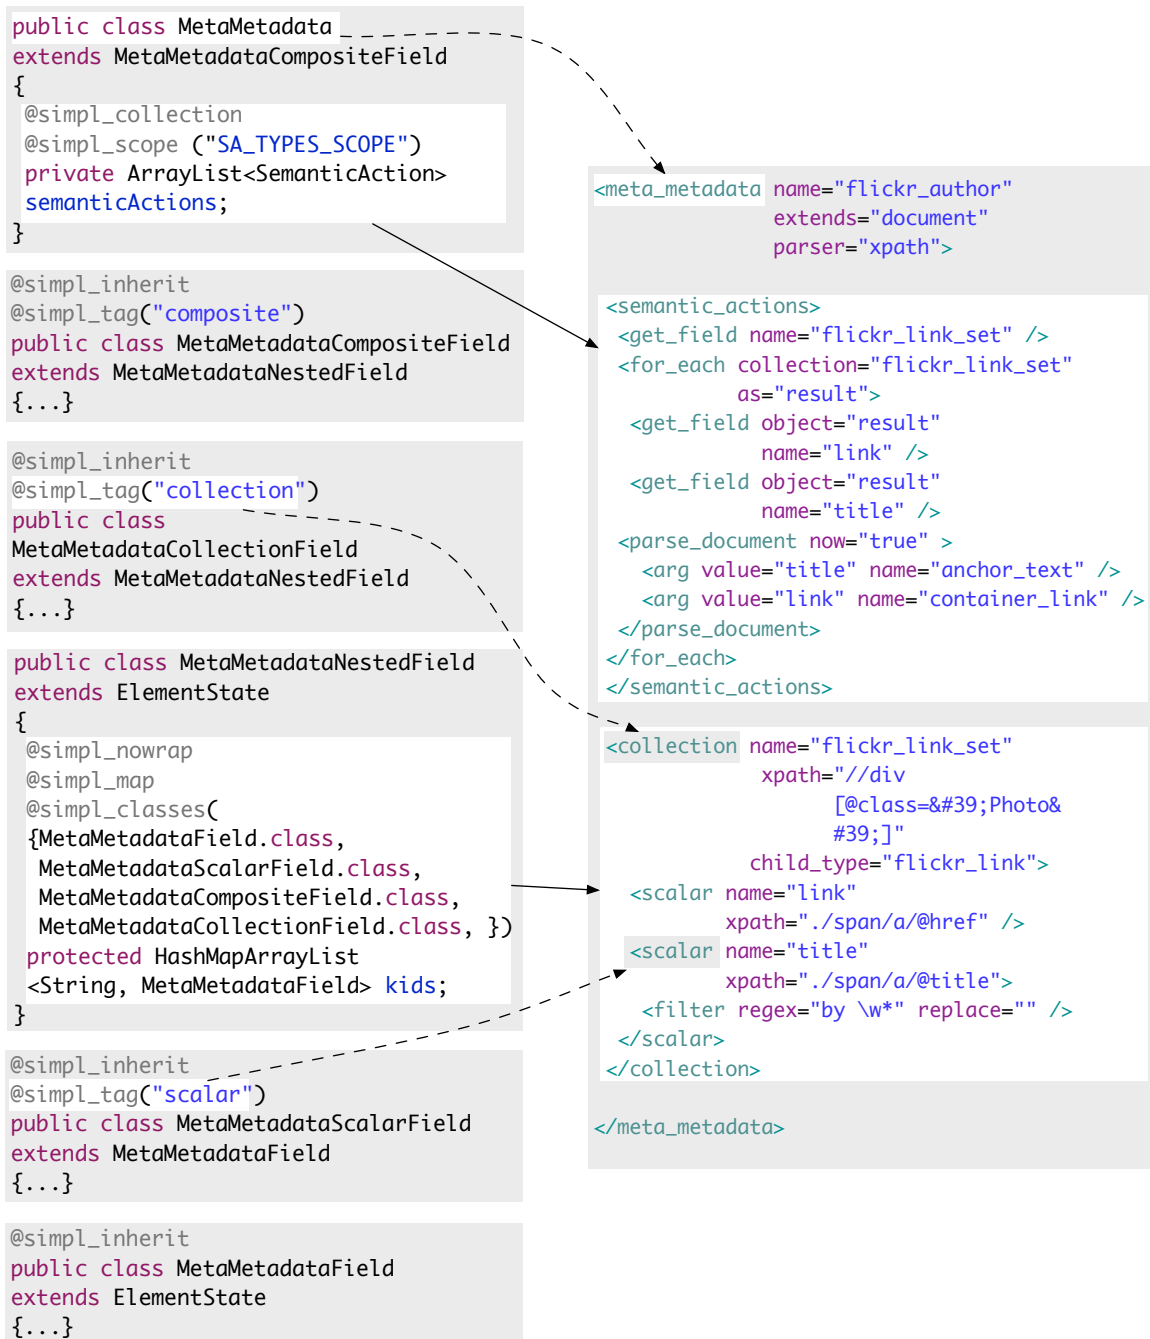 public class MetaMetadata
extends MetaMetadataCompositeField
{
@simpl_collection
@simpl_scope ("SA_TYPES_SCOPE")
private ArrayList<SemanticAction>
semanticActions;
}
@simpl_inherit
@simpl_tag("composite")
public class MetaMetadataCompositeField
extends MetaMetadataNestedField
{...}
@simpl_inherit
@simpl_tag("collection")
public class
MetaMetadataCollectionField
extends MetaMetadataNestedField
{...}
public class MetaMetadataNestedField
extends ElementState
{
@simpl_nowrap
@simpl_map
@simpl_classes(
{MetaMetadataField.class,
MetaMetadataScalarField.class,
MetaMetadataCompositeField.class,
MetaMetadataCollectionField.class, })
protected HashMapArrayList
<String, MetaMetadataField> kids;
}
@simpl_inherit
@simpl_tag("scalar")
public class MetaMetadataScalarField
extends MetaMetadataField
{...}
@simpl_inherit
public class MetaMetadataField
extends ElementState
{...}
<meta_metadata name="flickr_author"
extends="document"
parser="xpath">
<semantic_actions>
<get_field name="flickr_link_set" />
<for_each collection="flickr_link_set"
as="result">
<get_field object="result"
name="link" />
<get_field object="result"
name="title" />
<parse_document now="true" >
<arg value="title" name="anchor_text" />
<arg value="link" name="container_link" />
</parse_document>
</for_each>
</semantic_actions>
<collection name="flickr_link_set"
xpath="//div
[@class=&#39;Photo&
#39;]"
child_type="flickr_link">
<scalar name="link"
xpath="./span/a/@href" />
<scalar name="title"
xpath="./span/a/@title">
<filter regex="by \w*" replace="" />
</scalar>
</collection>
</meta_metadata>